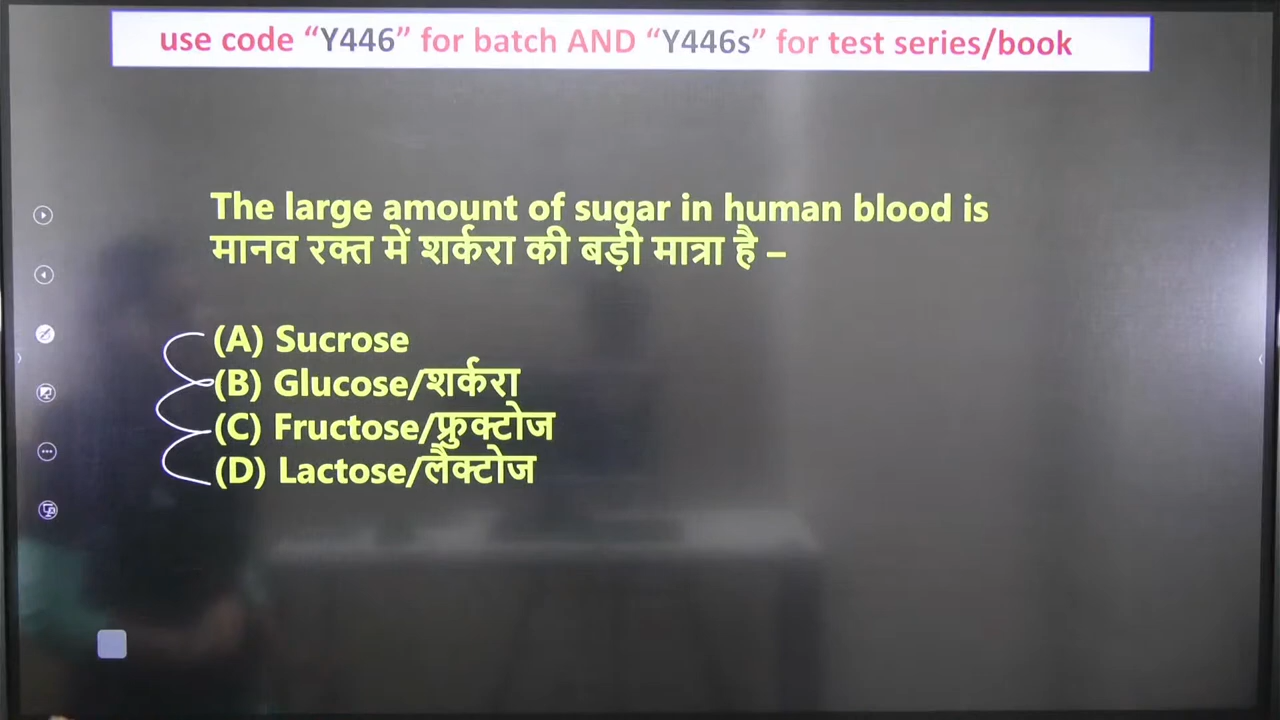 use code “Y446” for batch AND “Y446s” for test series/book
The large amount of sugar in human blood is
मानव रक्त में शर्करा की बड़ी मात्रा है –
(A) Sucrose
(B) Glucose/शर्करा
(C) Fructose/फ्रुक्टोज
(D) Lactose/लैक्टोज